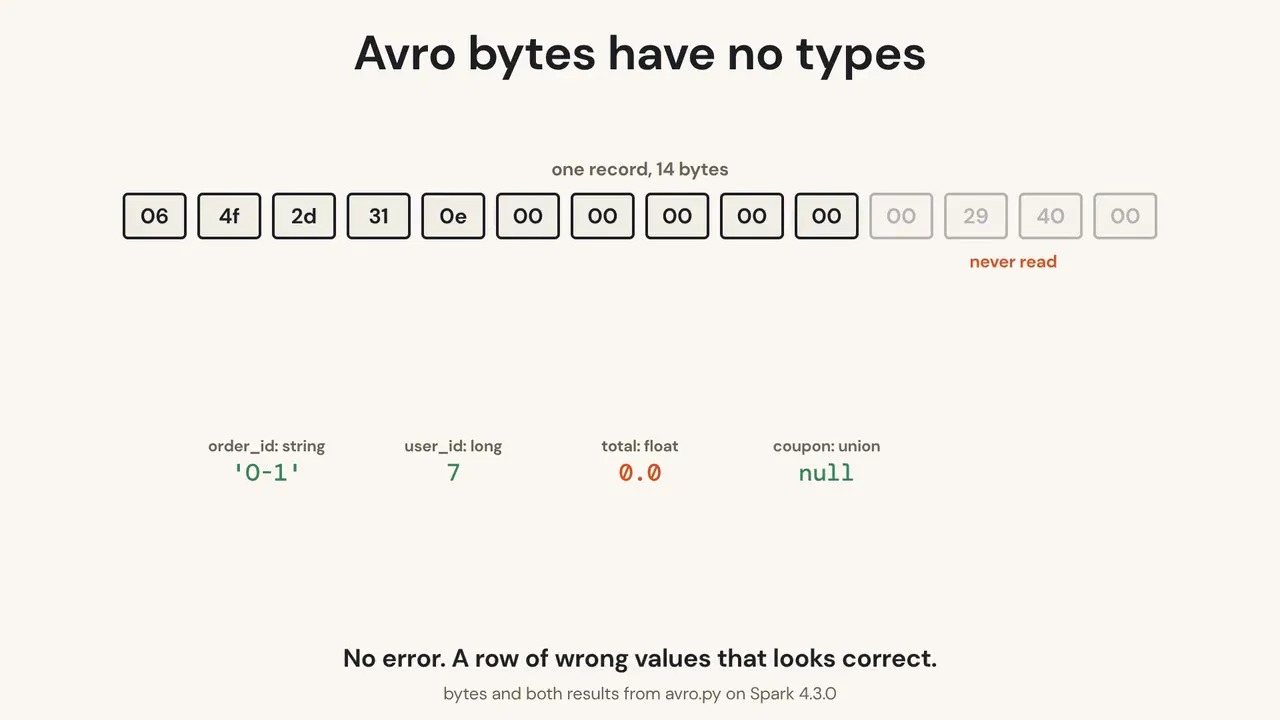 Avro bytes have no types
one record, 14 bytes
06 4f 2d 31 0e 00 00 00 00 00 00 29 40 00
never read
order_id: string user_id: long total: float coupon: union
'O-1' 7 0.0 null
No error. A row of wrong values that looks correct.
bytes and both results from avro.py on Spark 4.3.0